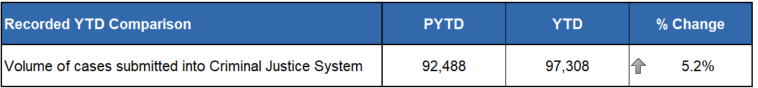 Recorded YTD Comparison PYTD YTD % Change
Volume of cases submitted into Criminal Justice System 92,488 97,308 5.2%